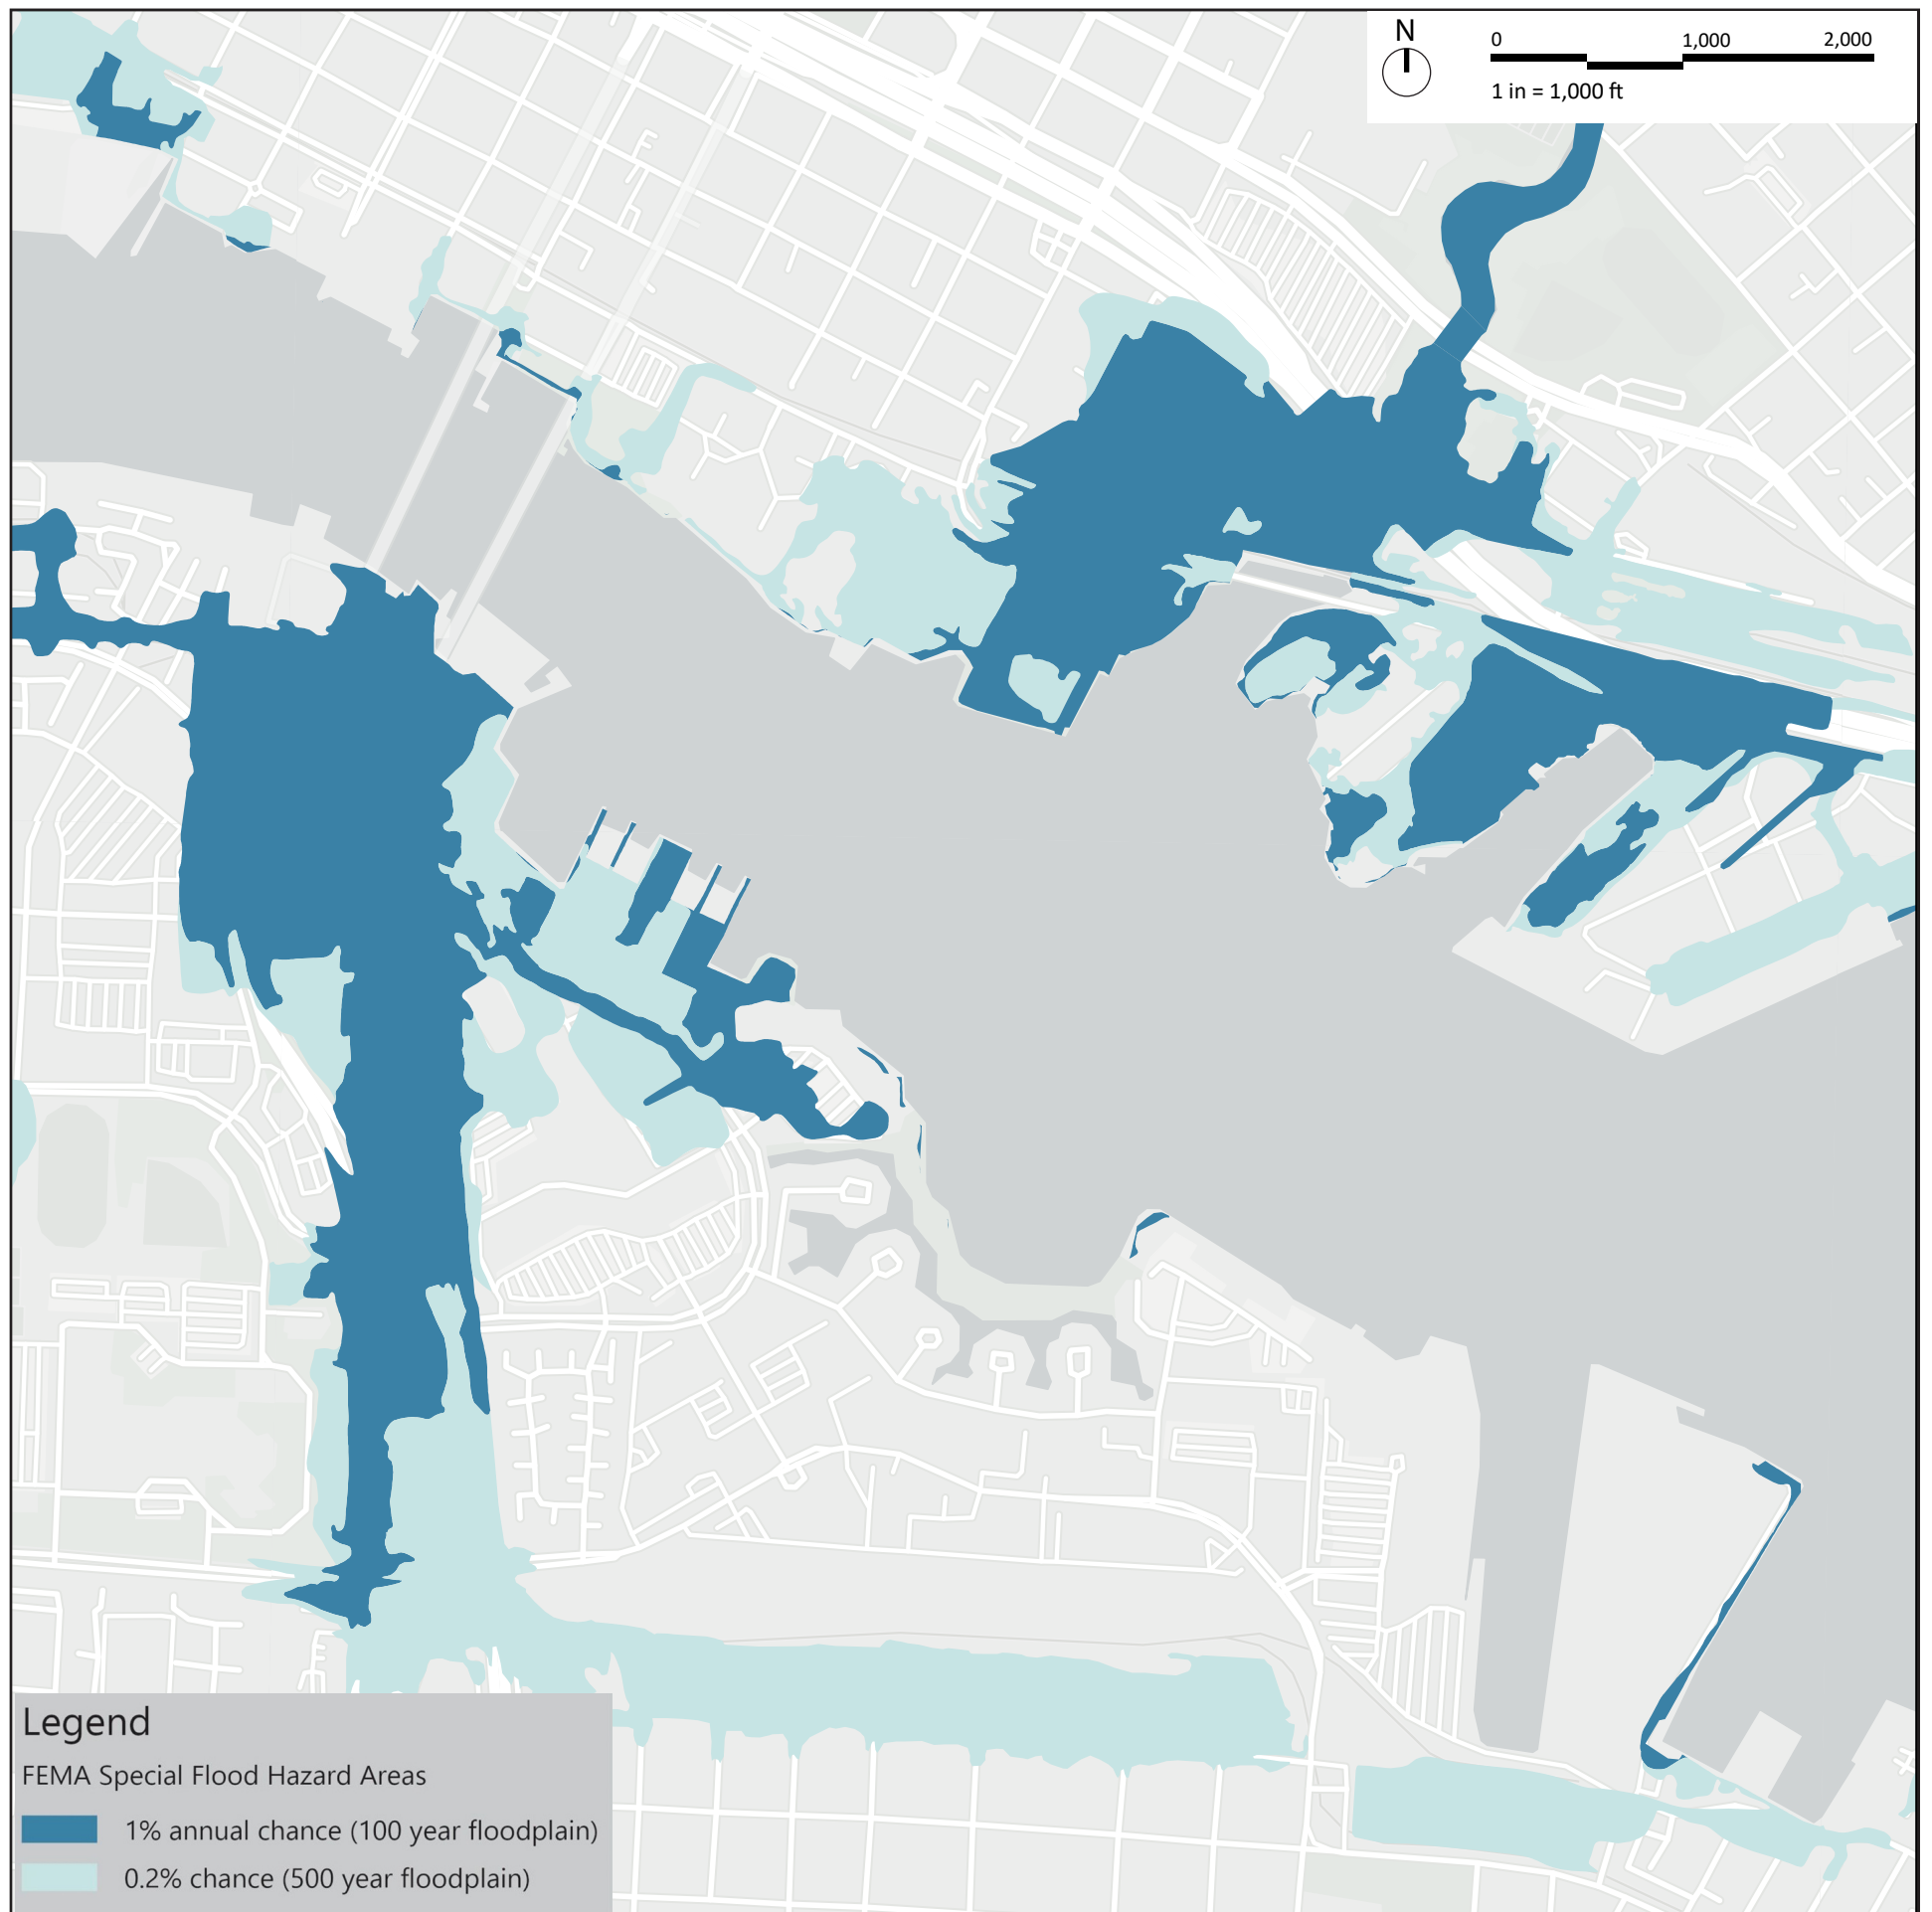 N
0 1,000 2,000
1 in = 1,000 ft
Legend
FEMA Special Flood Hazard Areas
1% annual chance (100 year floodplain)
0.2% chance (500 year floodplain)